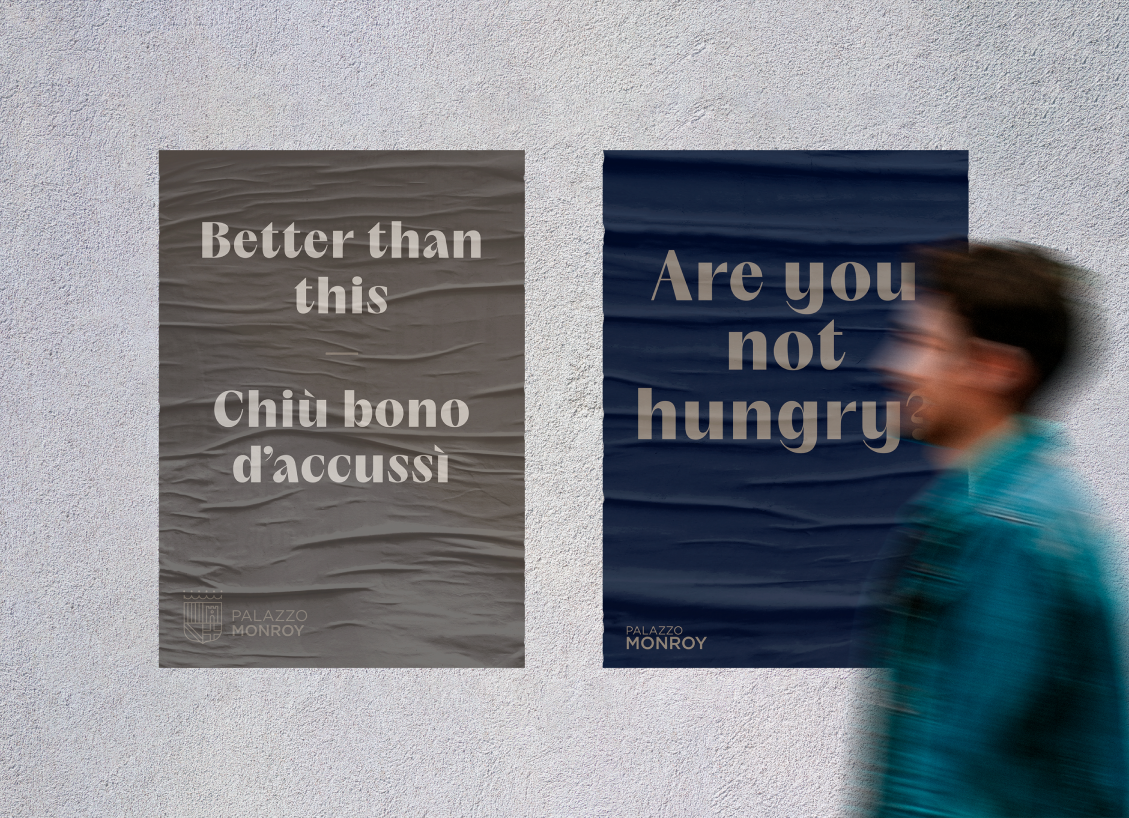 Better than
this
—
Chiù bono
d’accussì
PALAZZO
MONROY
Are you
not
hungry?
PALAZZO
MONROY